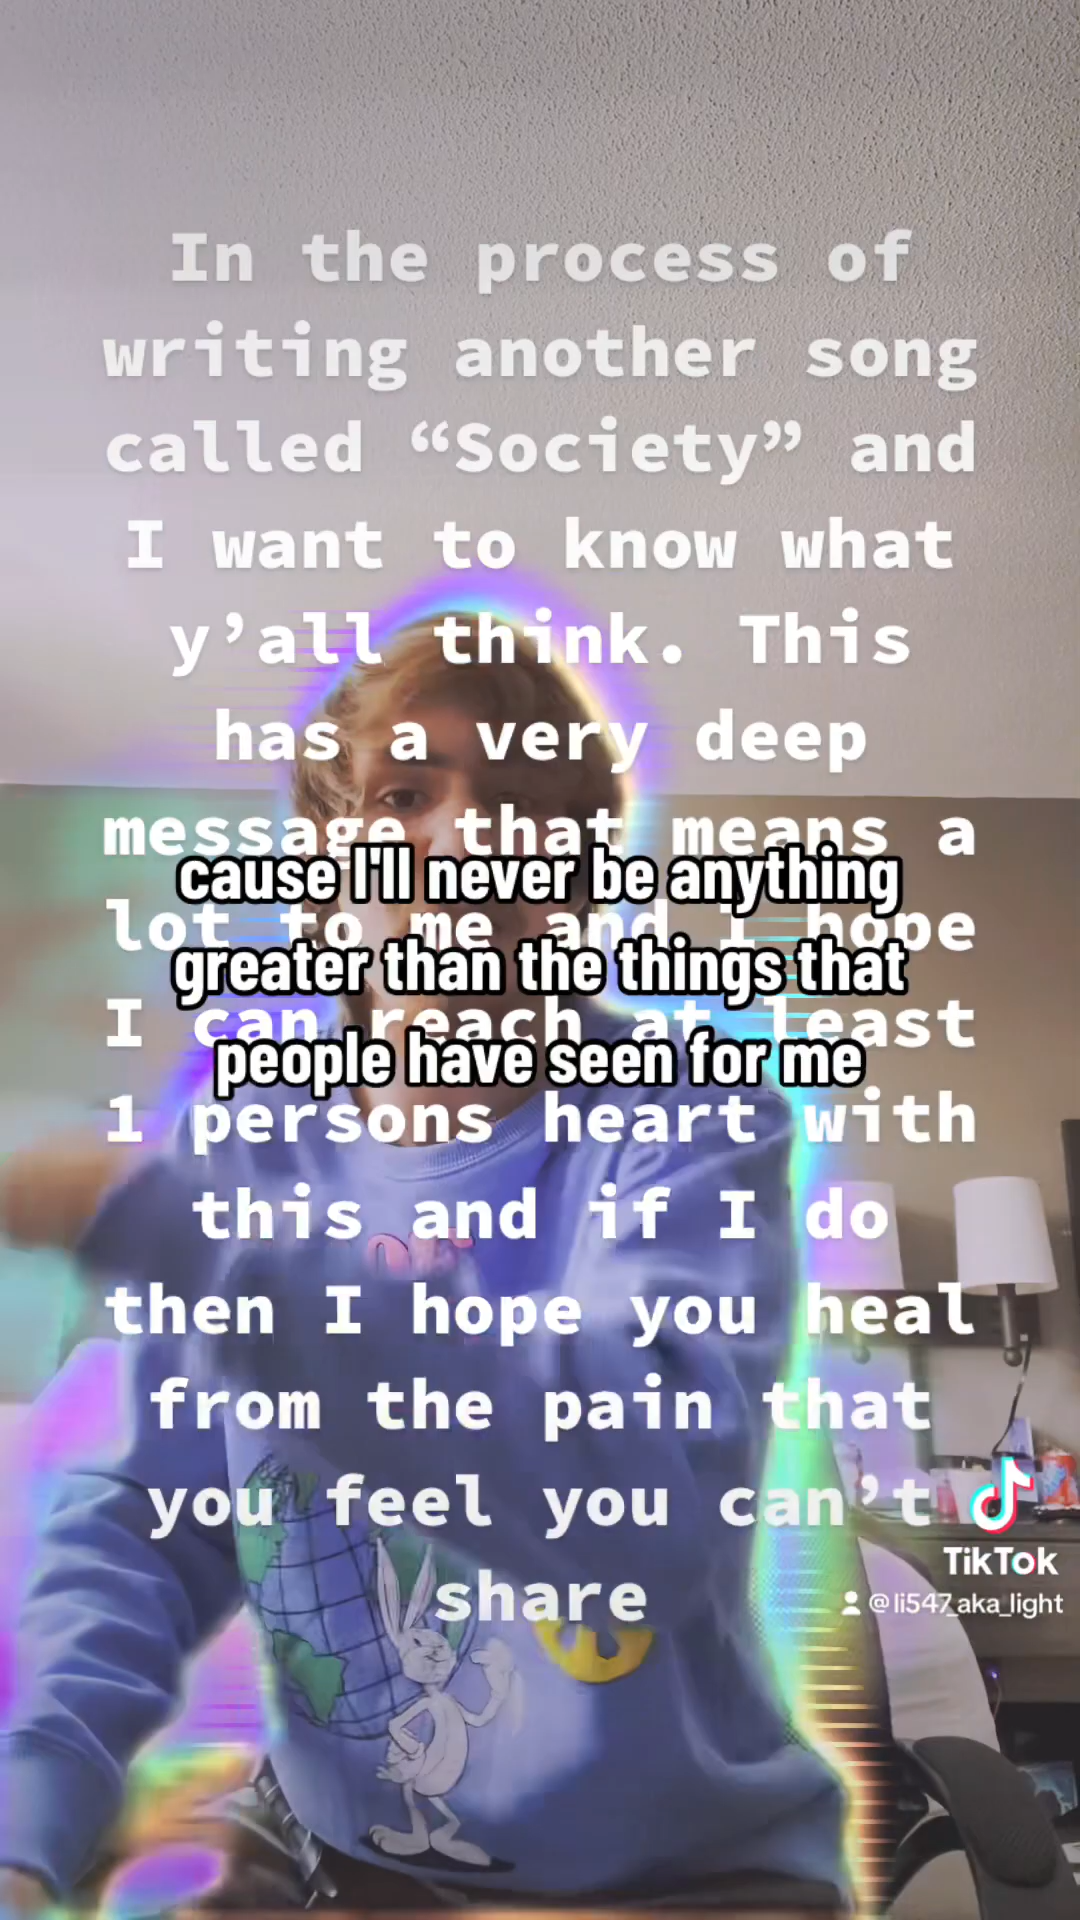 In the process of
writing another song
called “Society” and
I want to know what
y’all think. This
has a very deep
message that means a
lot to me and I hope
I can reach at least
1 persons heart with
this and if I do
then I hope you heal
from the pain that
you feel you can’t
share
cause I'll never be anything
greater than the things that
people have seen for me
TikTok
@li547_aka_light